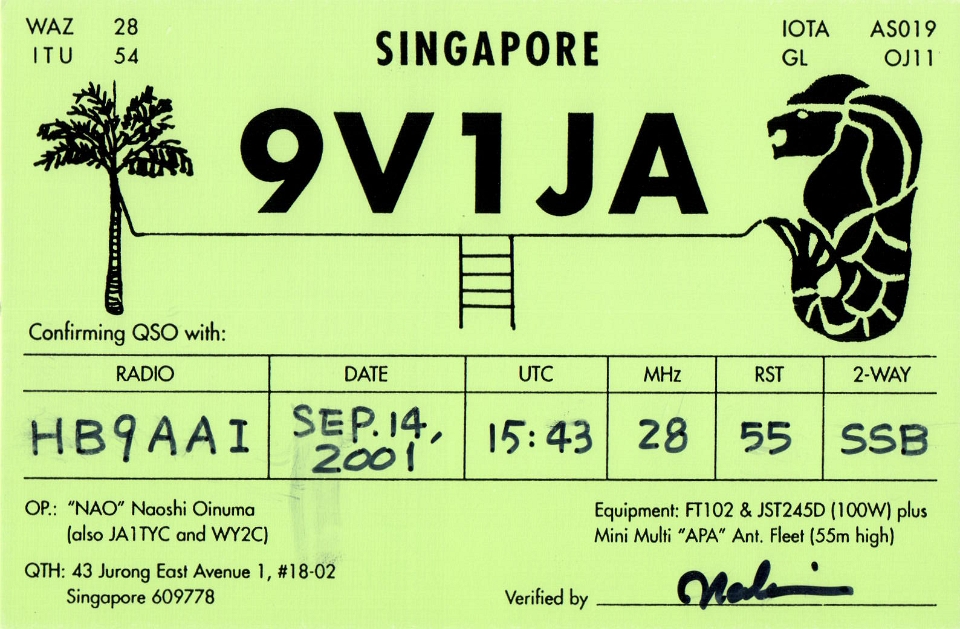 WAZ 28
ITU 54
SINGAPORE
IOTA AS019
GL OJ11
9V1JA
Confirming QSO with:
RADIO DATE UTC MHz RST 2-WAY
HB9AAI SEP.14, 2001 15:43 28 55 SSB
OP.: "NAO" Naoshi Oinuma
(also JA1TYC and WY2C)
QTH: 43 Jurong East Avenue 1, #18-02
Singapore 609778
Equipment: FT102 & JST245D (100W) plus
Mini Multi "APA" Ant. Fleet (55m high)
Verified by